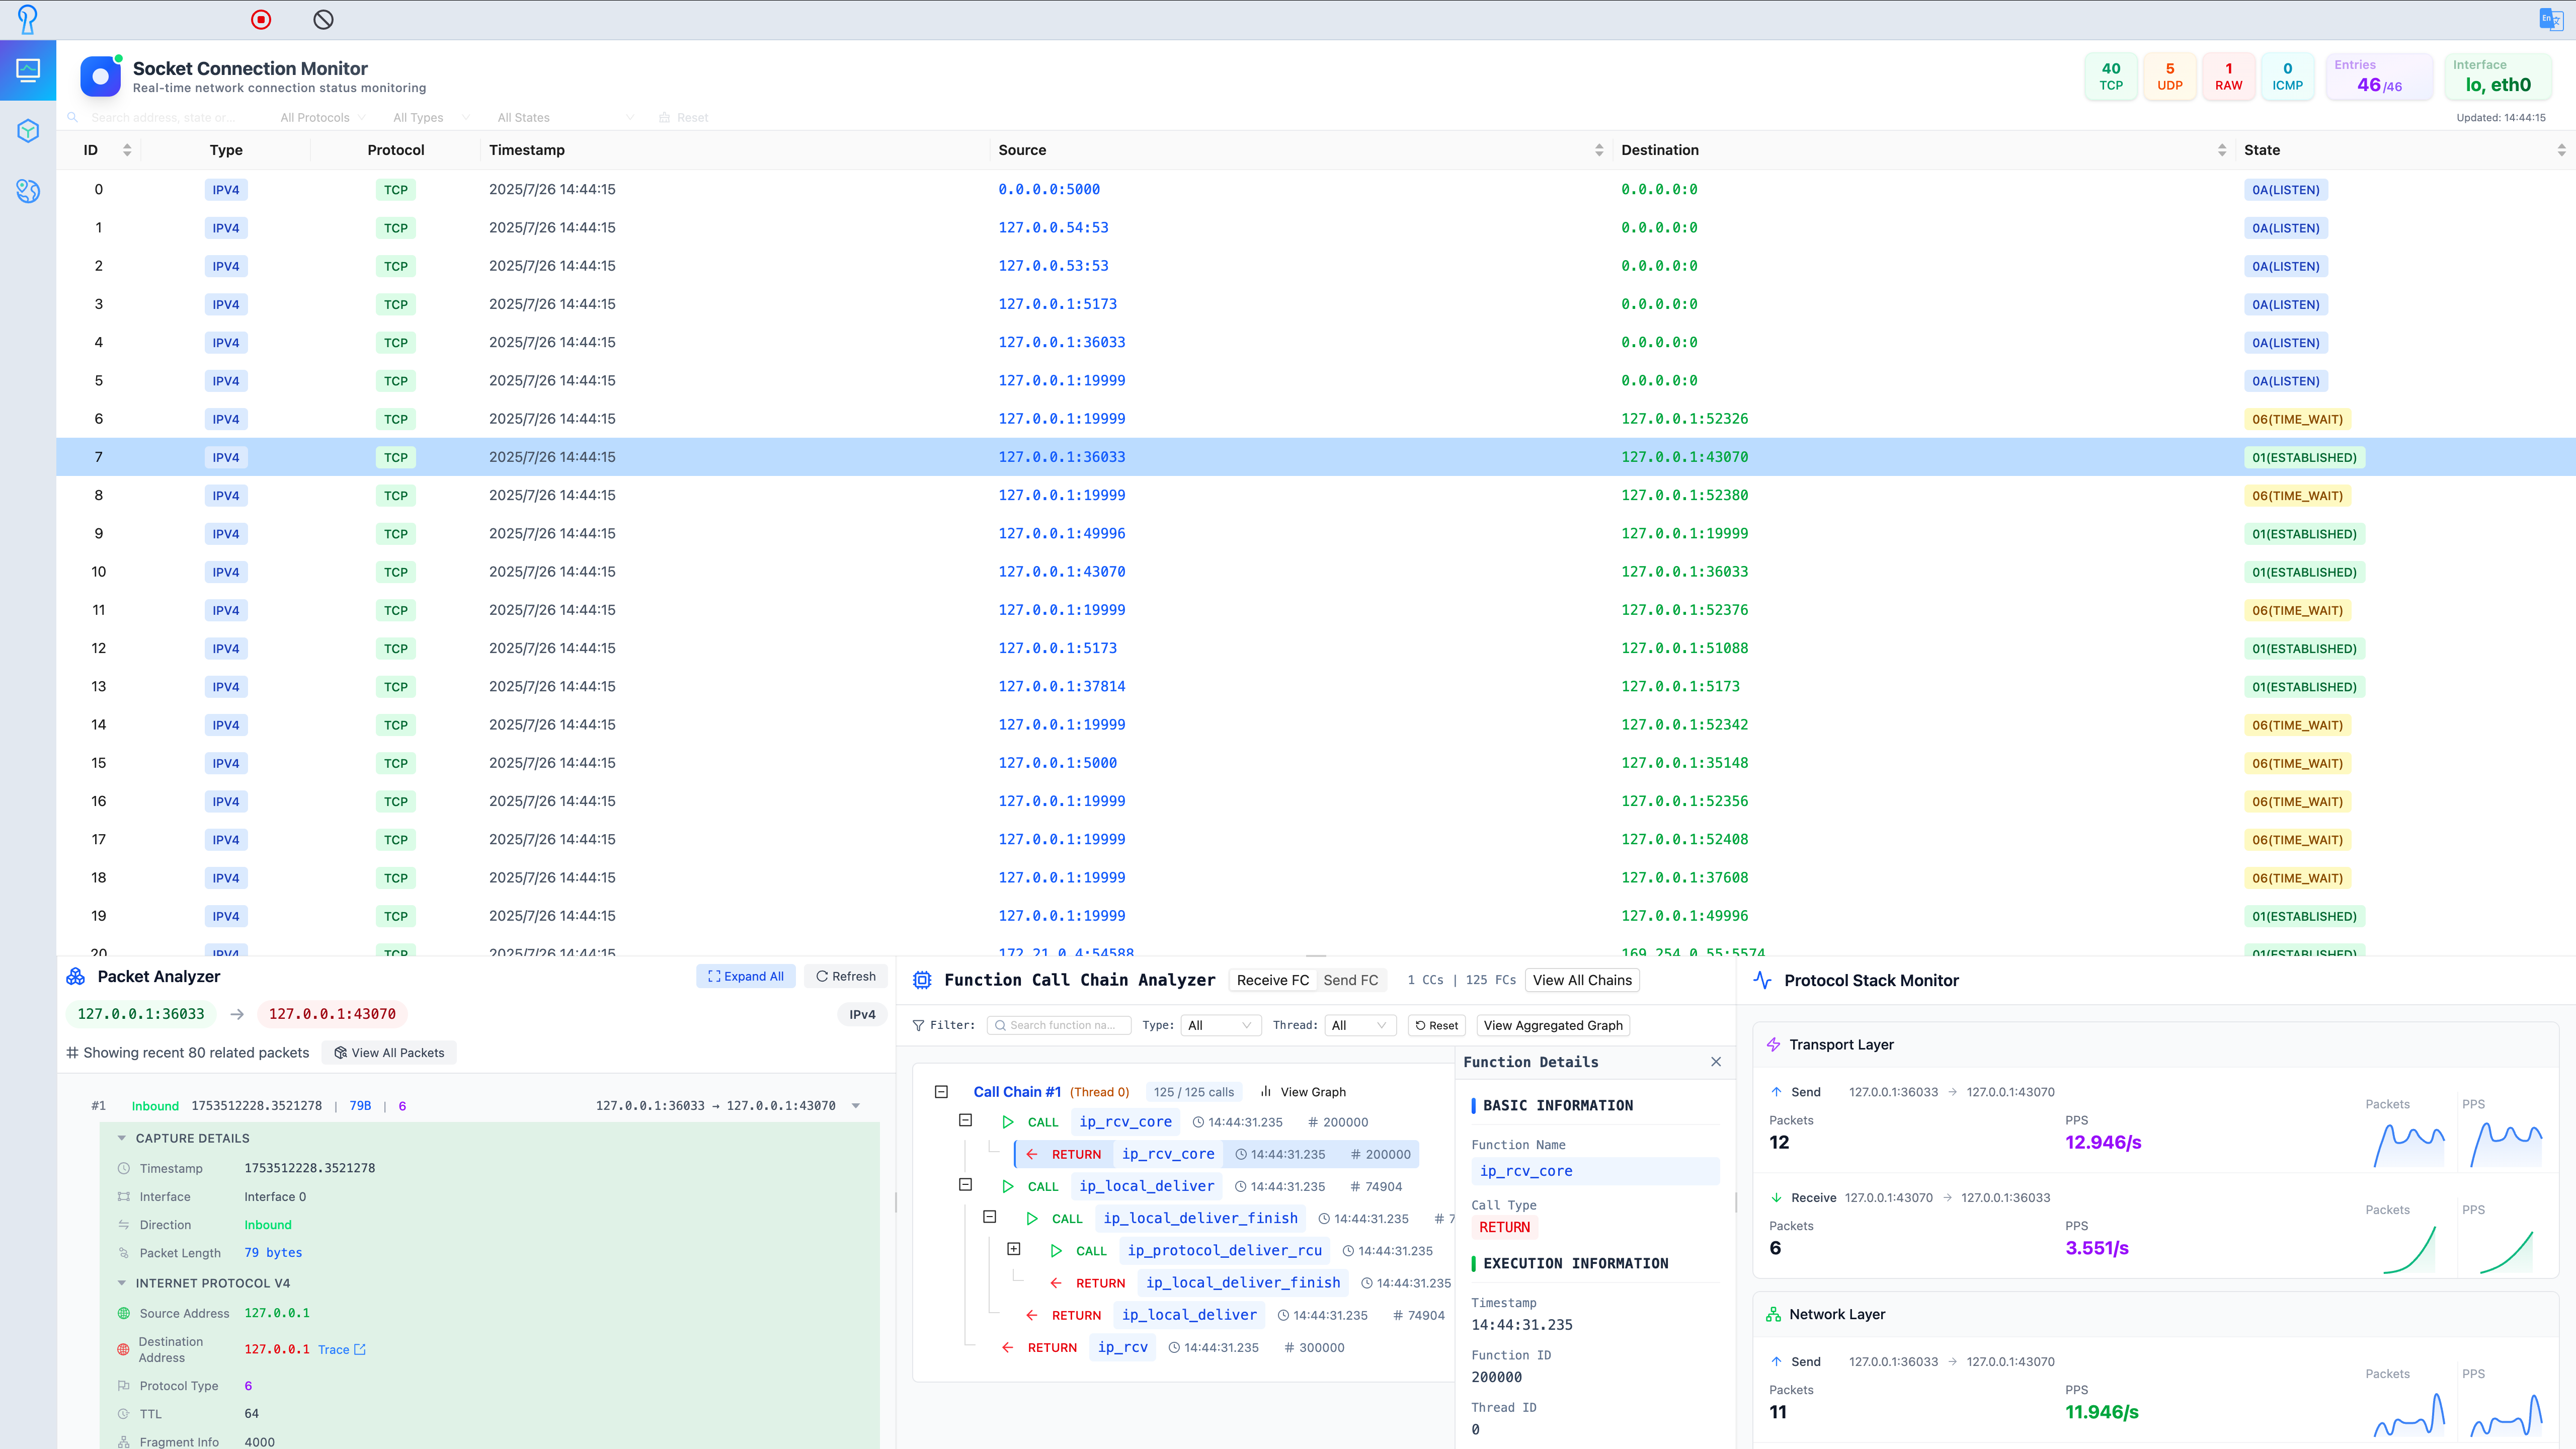 En
Socket Connection Monitor
Real-time network connection status monitoring
40 TCP
5 UDP
1 RAW
0 ICMP
Entries 46/46
Interface lo, eth0
Search address, state or... All Protocols All Types All States Reset
Updated: 14:44:15
ID Type Protocol Timestamp Source Destination State
0 IPV4 TCP 2025/7/26 14:44:15 0.0.0.0:5000 0.0.0.0:0 0A(LISTEN)
1 IPV4 TCP 2025/7/26 14:44:15 127.0.0.54:53 0.0.0.0:0 0A(LISTEN)
2 IPV4 TCP 2025/7/26 14:44:15 127.0.0.53:53 0.0.0.0:0 0A(LISTEN)
3 IPV4 TCP 2025/7/26 14:44:15 127.0.0.1:5173 0.0.0.0:0 0A(LISTEN)
4 IPV4 TCP 2025/7/26 14:44:15 127.0.0.1:36033 0.0.0.0:0 0A(LISTEN)
5 IPV4 TCP 2025/7/26 14:44:15 127.0.0.1:19999 0.0.0.0:0 0A(LISTEN)
6 IPV4 TCP 2025/7/26 14:44:15 127.0.0.1:19999 127.0.0.1:52326 06(TIME_WAIT)
7 IPV4 TCP 2025/7/26 14:44:15 127.0.0.1:36033 127.0.0.1:43070 01(ESTABLISHED)
8 IPV4 TCP 2025/7/26 14:44:15 127.0.0.1:19999 127.0.0.1:52380 06(TIME_WAIT)
9 IPV4 TCP 2025/7/26 14:44:15 127.0.0.1:49996 127.0.0.1:19999 01(ESTABLISHED)
10 IPV4 TCP 2025/7/26 14:44:15 127.0.0.1:43070 127.0.0.1:36033 01(ESTABLISHED)
11 IPV4 TCP 2025/7/26 14:44:15 127.0.0.1:19999 127.0.0.1:52376 06(TIME_WAIT)
12 IPV4 TCP 2025/7/26 14:44:15 127.0.0.1:5173 127.0.0.1:51088 01(ESTABLISHED)
13 IPV4 TCP 2025/7/26 14:44:15 127.0.0.1:37814 127.0.0.1:5173 01(ESTABLISHED)
14 IPV4 TCP 2025/7/26 14:44:15 127.0.0.1:19999 127.0.0.1:52342 06(TIME_WAIT)
15 IPV4 TCP 2025/7/26 14:44:15 127.0.0.1:5000 127.0.0.1:35148 06(TIME_WAIT)
16 IPV4 TCP 2025/7/26 14:44:15 127.0.0.1:19999 127.0.0.1:52356 06(TIME_WAIT)
17 IPV4 TCP 2025/7/26 14:44:15 127.0.0.1:19999 127.0.0.1:52408 06(TIME_WAIT)
18 IPV4 TCP 2025/7/26 14:44:15 127.0.0.1:19999 127.0.0.1:37608 06(TIME_WAIT)
19 IPV4 TCP 2025/7/26 14:44:15 127.0.0.1:19999 127.0.0.1:49996 01(ESTABLISHED)
20 IPV4 TCP 2025/7/26 14:44:15 172.21.0.4:54588 169.254.0.55:5574 01(ESTABLISHED)
Packet Analyzer Expand All Refresh
127.0.0.1:36033 → 127.0.0.1:43070 IPv4
# Showing recent 80 related packets View All Packets
#1 Inbound 1753512228.3521278 | 79B | 6 127.0.0.1:36033 → 127.0.0.1:43070
CAPTURE DETAILS
Timestamp 1753512228.3521278
Interface Interface 0
Direction Inbound
Packet Length 79 bytes
INTERNET PROTOCOL V4
Source Address 127.0.0.1
Destination Address 127.0.0.1 Trace
Protocol Type 6
TTL 64
Fragment Info 4000
Function Call Chain Analyzer Receive FC Send FC 1 CCs | 125 FCs View All Chains
Filter: Search function na... Type: All Thread: All Reset View Aggregated Graph
Call Chain #1 (Thread 0) 125 / 125 calls View Graph
CALL ip_rcv_core 14:44:31.235 # 200000
RETURN ip_rcv_core 14:44:31.235 # 200000
CALL ip_local_deliver 14:44:31.235 # 74904
CALL ip_local_deliver_finish 14:44:31.235 # 7
CALL ip_protocol_deliver_rcu 14:44:31.235
RETURN ip_local_deliver_finish 14:44:31.235
RETURN ip_local_deliver 14:44:31.235 # 74904
RETURN ip_rcv 14:44:31.235 # 300000
Function Details
BASIC INFORMATION
Function Name
ip_rcv_core
Call Type
RETURN
EXECUTION INFORMATION
Timestamp
14:44:31.235
Function ID
200000
Thread ID
0
Protocol Stack Monitor
Transport Layer
Send 127.0.0.1:36033 → 127.0.0.1:43070
Packets PPS Packets PPS
12 12.946/s
Receive 127.0.0.1:43070 → 127.0.0.1:36033
Packets PPS Packets PPS
6 3.551/s
Network Layer
Send 127.0.0.1:36033 → 127.0.0.1:43070
Packets PPS Packets PPS
11 11.946/s